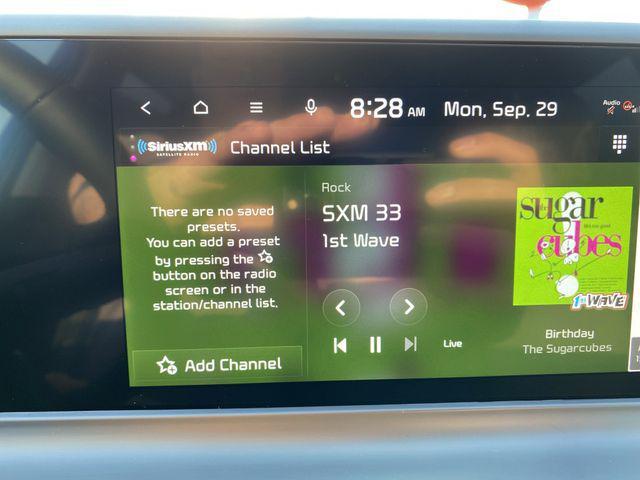 8:28 AM
Mon, Sep. 29
Audio
SiriusXM
SATELLITE RADIO
Channel List
There are no saved
presets.
You can add a preset
by pressing the
button on the radio
screen or in the
station/channel list.
Add Channel
Rock
SXM 33
1st Wave
Live
sugar
cubes
1st WAVE
Birthday
The Sugarcubes